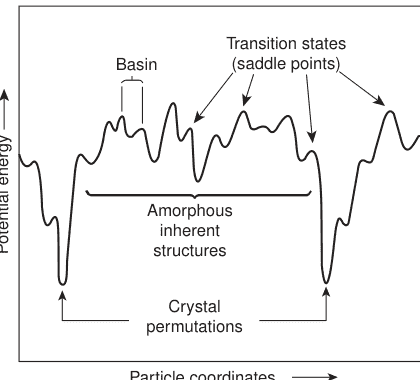 Transition states
(saddle points)
Basin
Potential energy
Amorphous
inherent
structures
Crystal
permutations
Particle coordinates